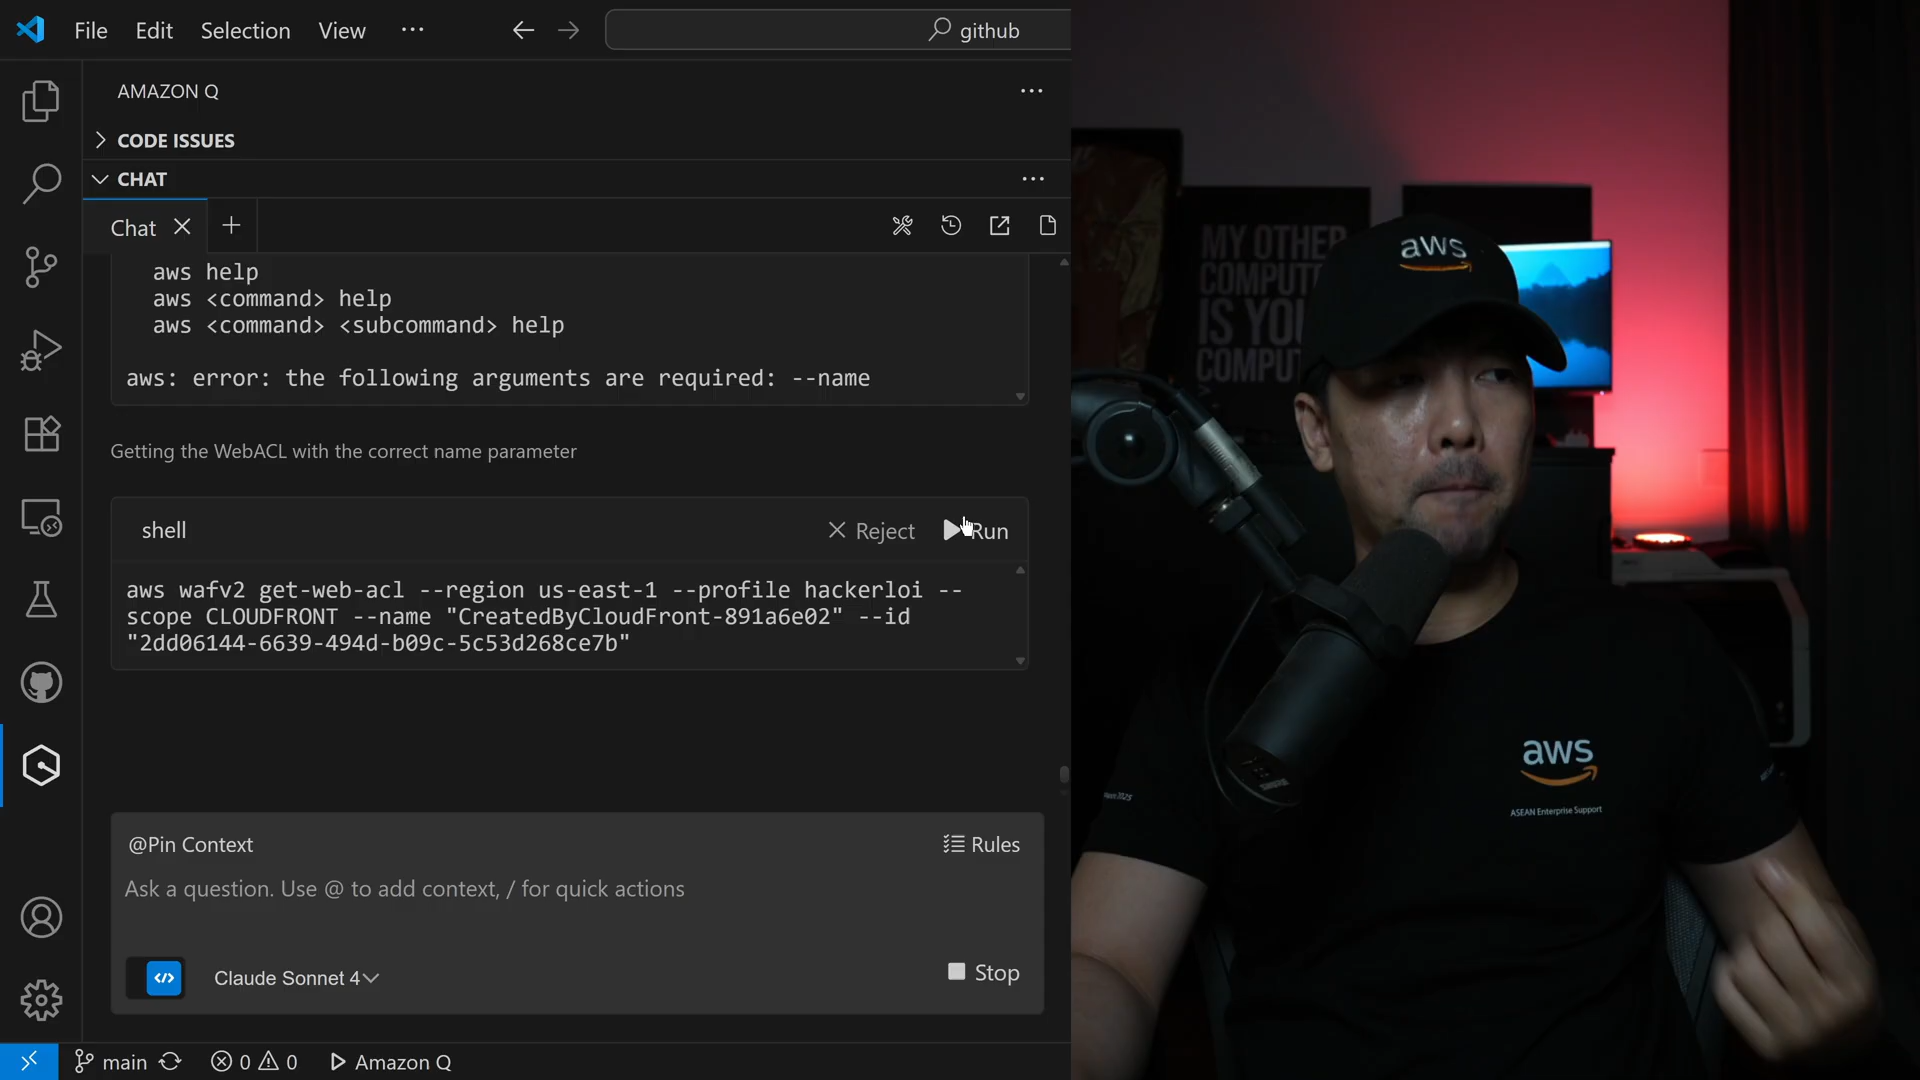 File Edit Selection View ··· github
AMAZON Q
CODE ISSUES
CHAT
Chat
aws help
aws <command> help
aws <command> <subcommand> help
aws: error: the following arguments are required: --name
Getting the WebACL with the correct name parameter
shell Reject Run
aws wafv2 get-web-acl --region us-east-1 --profile hackerloi --
scope CLOUDFRONT --name "CreatedByCloudFront-891a6e02" --id
"2dd06144-6639-494d-b09c-5c53d268ce7b"
@Pin Context Rules
Ask a question. Use @ to add context, / for quick actions
Claude Sonnet 4 Stop
main 0 0 Amazon Q
MY OTHER
IS
aws
aws
ASEAN Enterprise Support